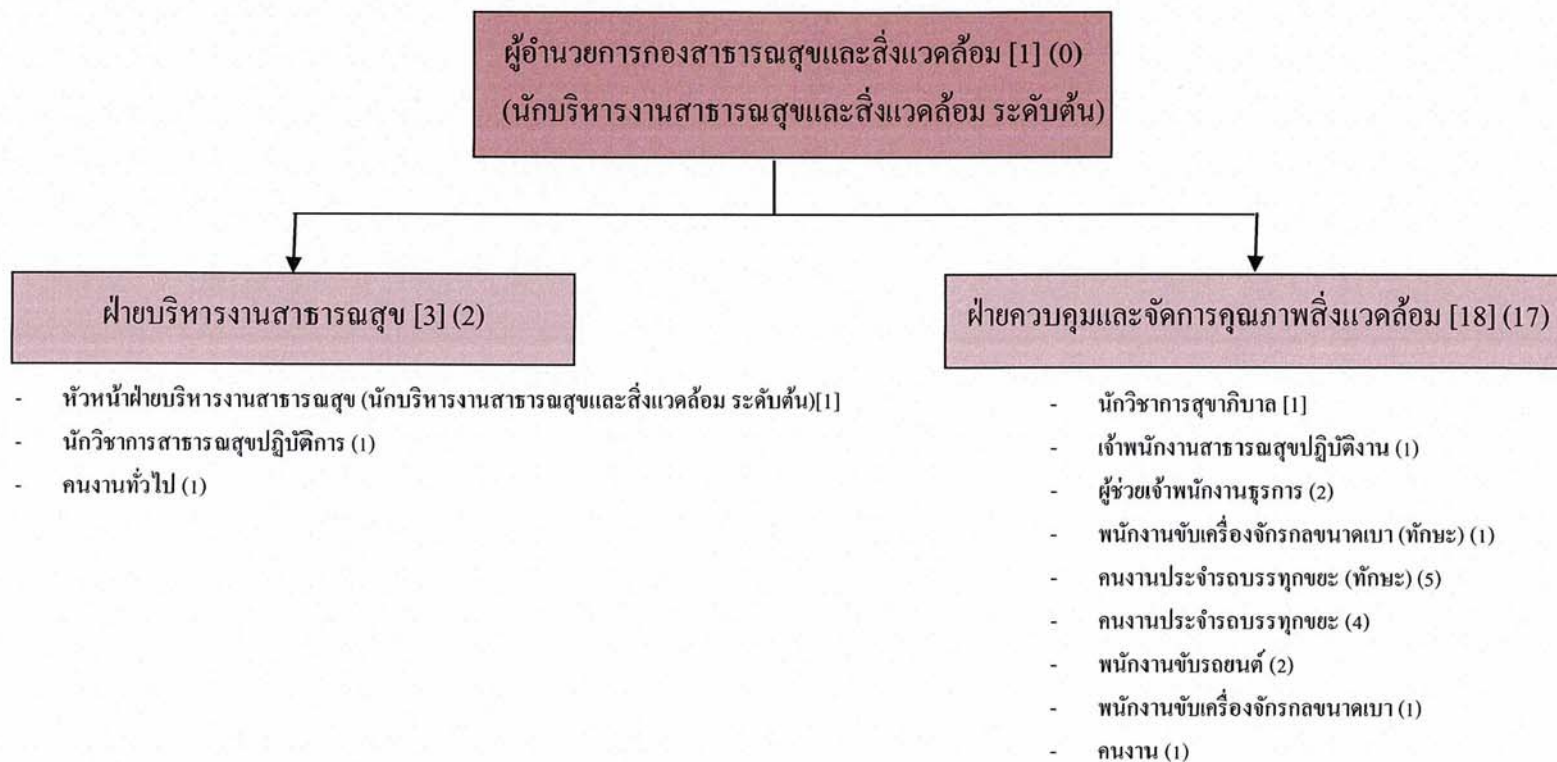 ผู้อำนวยการกองสาธารณสุขและสิ่งแวดล้อม [1] (0)
(นักบริหารงานสาธารณสุขและสิ่งแวดล้อม ระดับต้น)
ฝ่ายบริหารงานสาธารณสุข [3] (2)
- หัวหน้าฝ่ายบริหารงานสาธารณสุข (นักบริหารงานสาธารณสุขและสิ่งแวดล้อม ระดับต้น)[1]
- นักวิชาการสาธารณสุขปฏิบัติการ (1)
- คนงานทั่วไป (1)
ฝ่ายควบคุมและจัดการคุณภาพสิ่งแวดล้อม [18] (17)
- นักวิชาการสุขาภิบาล [1]
- เจ้าพนักงานสาธารณสุขปฏิบัติงาน (1)
- ผู้ช่วยเจ้าพนักงานธุรการ (2)
- พนักงานขับเครื่องจักรกลขนาดเบา (ทักษะ) (1)
- คนงานประจำรถบรรทุกขยะ (ทักษะ) (5)
- คนงานประจำรถบรรทุกขยะ (4)
- พนักงานขับรถยนต์ (2)
- พนักงานขับเครื่องจักรกลขนาดเบา (1)
- คนงาน (1)